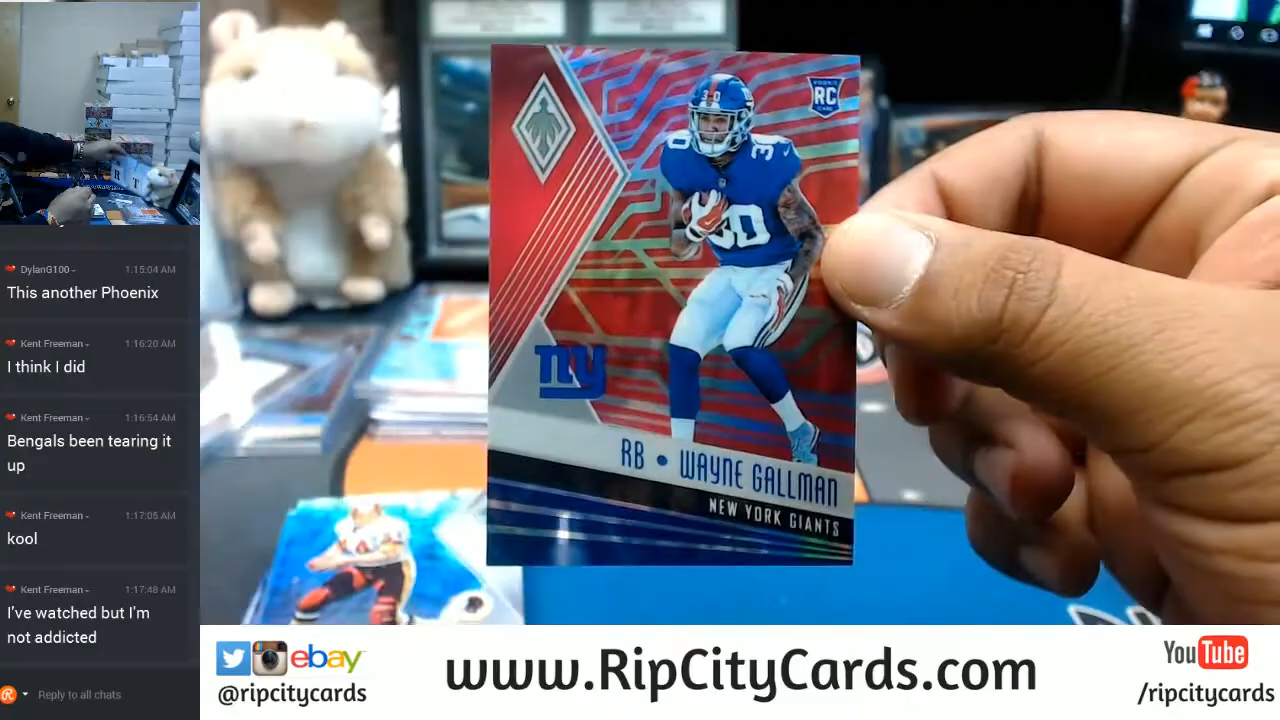 DylanG100
1:15:04 AM
This another Phoenix
Kent.Freeman
1:16:20 AM
I think I did
Kent.Freeman
1:16:54 AM
Bengals been tearing it
up
Kent.Freeman
1:17:05 AM
kool
Kent.Freeman
1:17:48 AM
I've watched but I'm
not addicted
Reply to all chats
RC
30
30
30
ny
RB • WAYNE GALLMAN
NEW YORK GIANTS
ebay
@ripcitycards
www.RipCityCards.com
YouTube
/ripcitycards